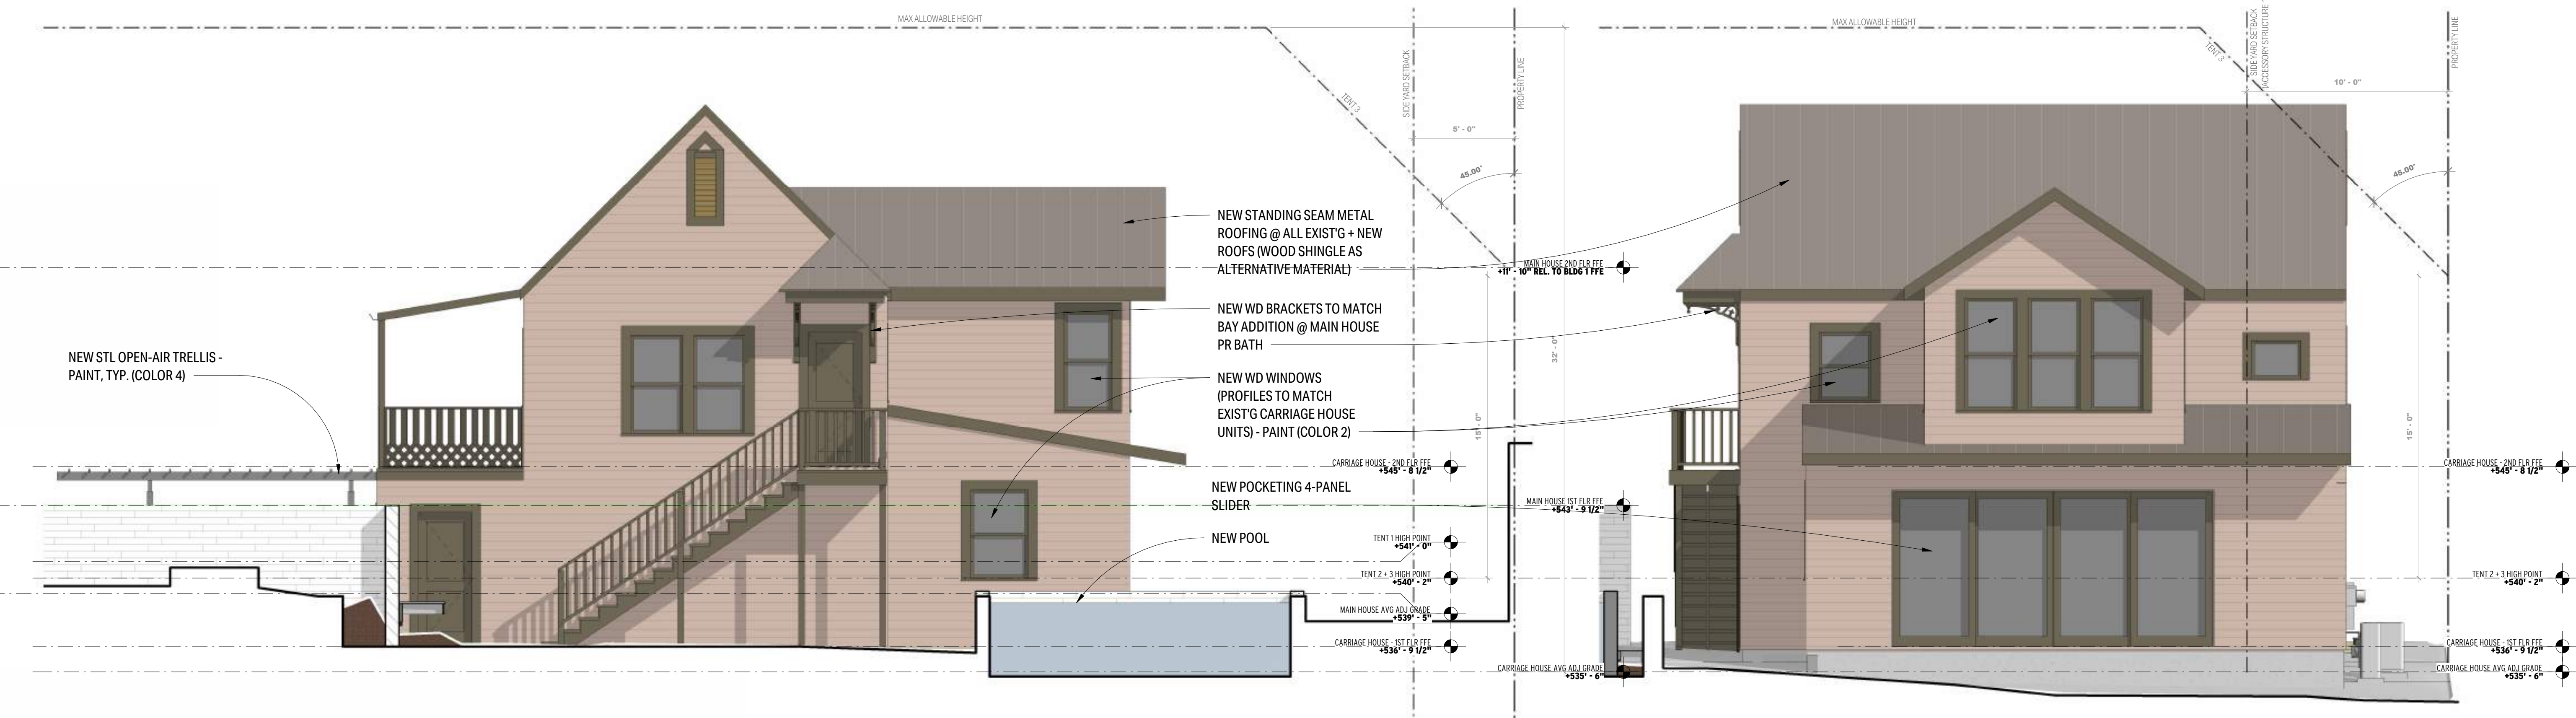 MAX ALLOWABLE HEIGHT
TENT 3
SIDE YARD SETBACK
PROPERTY LINE
5' - 0"
45.00°
32' - 0"
15' - 0"
NEW STANDING SEAM METAL
ROOFING @ ALL EXIST'G + NEW
ROOFS (WOOD SHINGLE AS
ALTERNATIVE MATERIAL)
NEW WD BRACKETS TO MATCH
BAY ADDITION @ MAIN HOUSE
PR BATH
NEW WD WINDOWS
(PROFILES TO MATCH
EXIST'G CARRIAGE HOUSE
UNITS) - PAINT (COLOR 2)
NEW POCKETING 4-PANEL
SLIDER
NEW POOL
NEW STL OPEN-AIR TRELLIS -
PAINT, TYP. (COLOR 4)
MAIN HOUSE 2ND FLR FFE
+11' - 10" REL. TO BLDG 1 FFE
CARRIAGE HOUSE - 2ND FLR FFE
+545' - 8 1/2"
MAIN HOUSE 1ST FLR FFE
+543' - 9 1/2"
TENT 1 HIGH POINT
+541' - 0"
TENT 2 + 3 HIGH POINT
+540' - 2"
MAIN HOUSE AVG ADJ GRADE
+539' - 5"
CARRIAGE HOUSE - 1ST FLR FFE
+536' - 9 1/2"
CARRIAGE HOUSE AVG ADJ GRADE
+535' - 6"
MAX ALLOWABLE HEIGHT
TENT 3
SIDE YARD SETBACK
(ACCESSORY STRUCTURE
PROPERTY LINE
10' - 0"
45.00°
15' - 0"
CARRIAGE HOUSE - 2ND FLR FFE
+545' - 8 1/2"
TENT 2 + 3 HIGH POINT
+540' - 2"
CARRIAGE HOUSE - 1ST FLR FFE
+536' - 9 1/2"
CARRIAGE HOUSE AVG ADJ GRADE
+535' - 6"